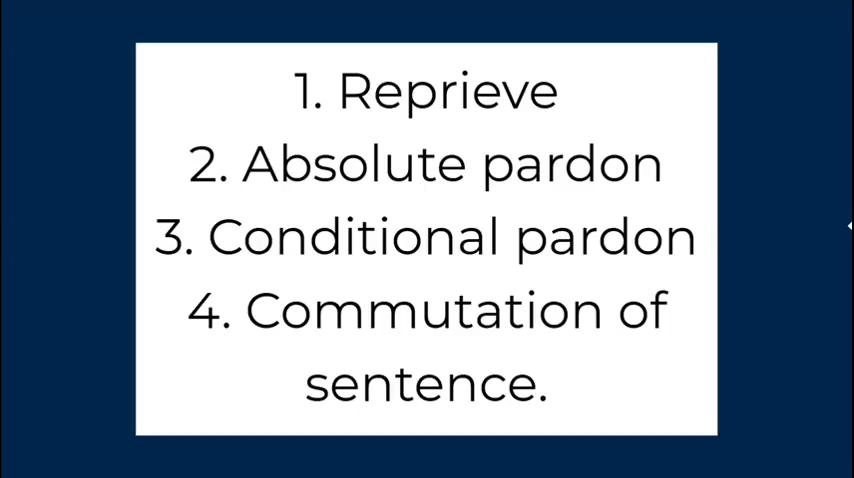 1. Reprieve
2. Absolute pardon
3. Conditional pardon
4. Commutation of
sentence.